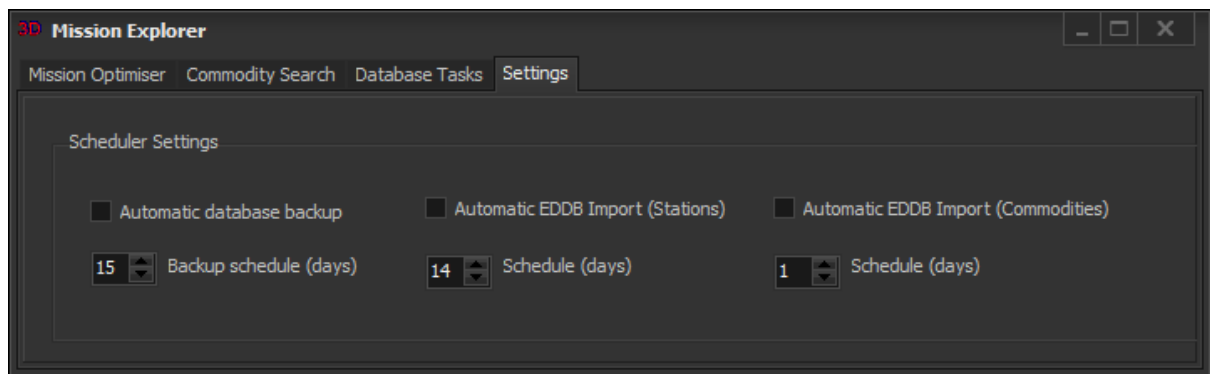 3D Mission Explorer
Mission Optimiser Commodity Search Database Tasks Settings
Scheduler Settings
Automatic database backup Automatic EDDB Import (Stations) Automatic EDDB Import (Commodities)
15 Backup schedule (days) 14 Schedule (days) 1 Schedule (days)